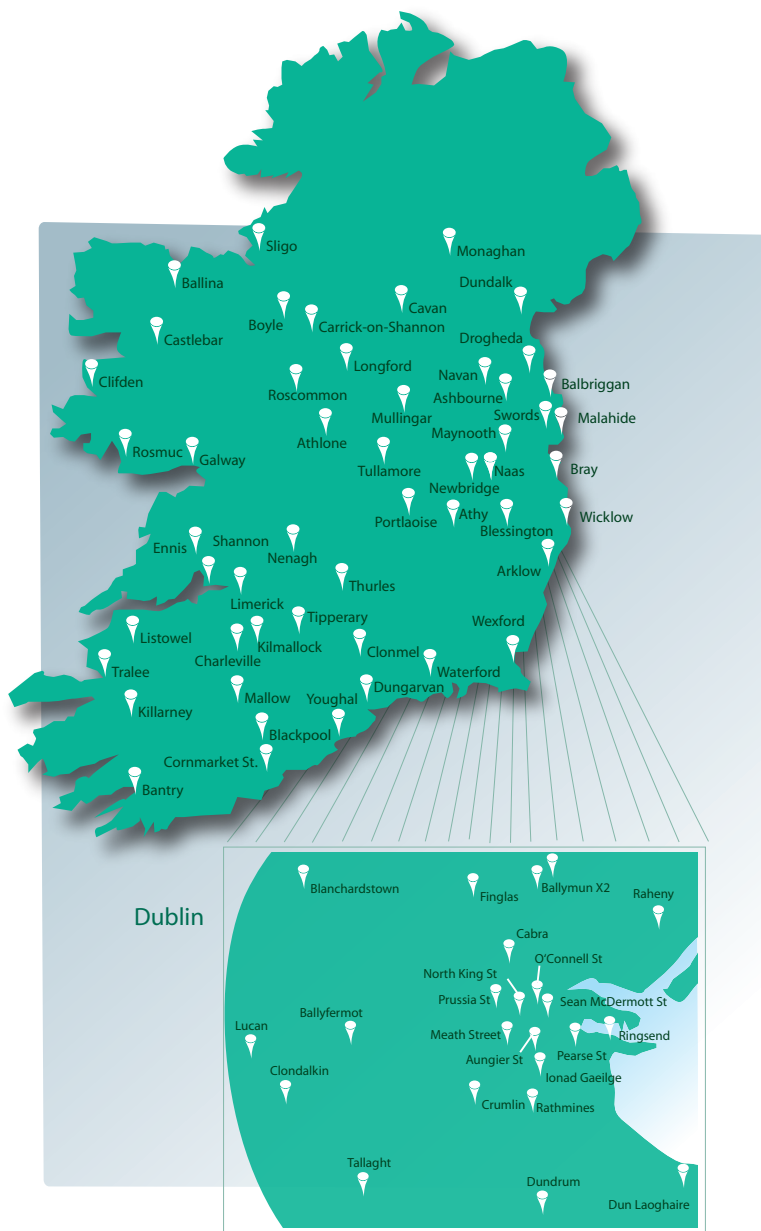 Sligo
Monaghan
Ballina
Dundalk
Cavan
Boyle
Carrick-on-Shannon
Castlebar
Drogheda
Longford
Navan
Clifden
Balbriggan
Roscommon
Ashbourne
Mullingar
Swords
Malahide
Athlone
Maynooth
Rosmuc
Galway
Tullamore
Naas
Bray
Newbridge
Portlaoise
Athy
Wicklow
Blessington
Ennis
Shannon
Nenagh
Arklow
Thurles
Limerick
Tipperary
Wexford
Listowel
Kilmallock
Clonmel
Charleville
Tralee
Waterford
Dungarvan
Mallow
Youghal
Killarney
Blackpool
Cornmarket St.
Bantry
Dublin
Blanchardstown
Finglas
Ballymun X2
Raheny
Cabra
O'Connell St
North King St
Prussia St
Sean McDermott St
Ballyfermot
Lucan
Meath Street
Ringsend
Aungier St
Pearse St
Clondalkin
Ionad Gaeilge
Crumlin
Rathmines
Tallaght
Dundrum
Dun Laoghaire